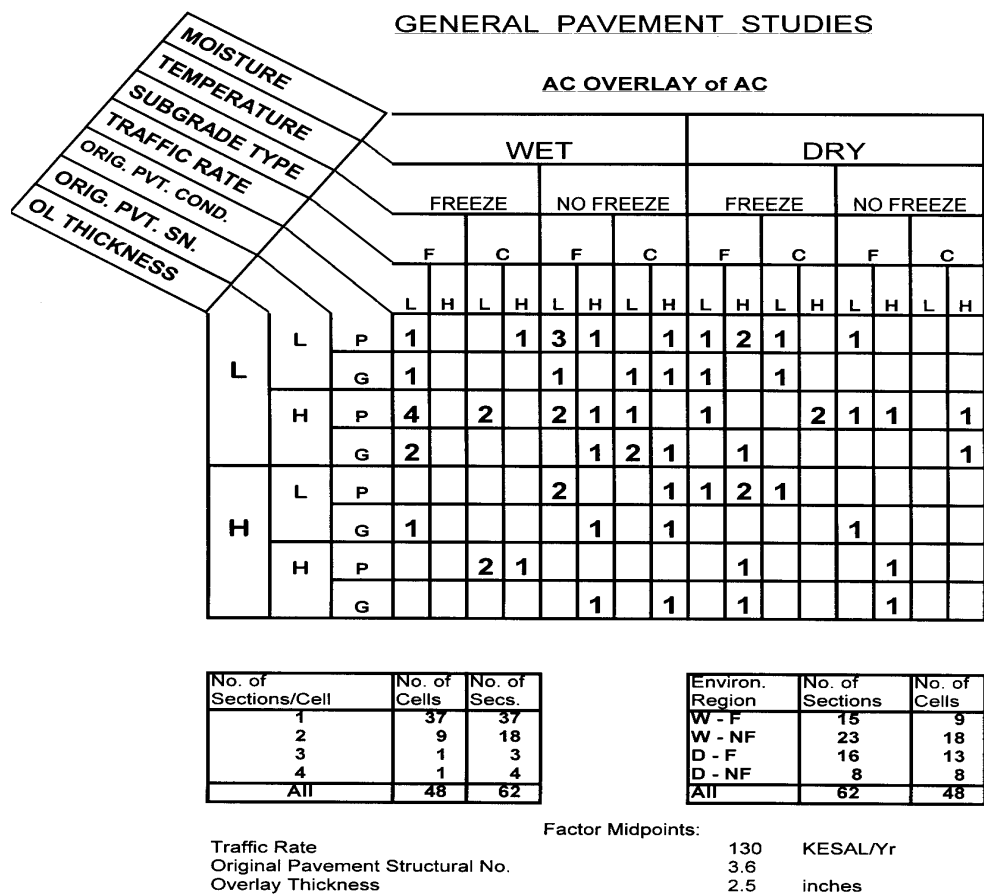 GENERAL PAVEMENT STUDIES
AC OVERLAY of AC
MOISTURE
TEMPERATURE
SUBGRADE TYPE
TRAFFIC RATE
ORIG. PVT. COND.
ORIG. PVT. SN.
OL THICKNESS
WET DRY
FREEZE NO FREEZE FREEZE NO FREEZE
F C F C F C F C
L H L H L H L H L H L H L H L H
L L P 1 1 3 1 1 1 2 1 1
G 1 1 1 1 1 1
H P 4 2 2 1 1 1 2 1 1 1
G 2 1 2 1 1 1
H L P 2 1 1 2 1
G 1 1 1 1
H P 2 1 1 1
G 1 1 1 1
No. of Sections/Cell No. of Cells No. of Secs.
1 37 37
2 9 18
3 1 3
4 1 4
All 48 62
Environ. Region No. of Sections No. of Cells
W - F 15 9
W - NF 23 18
D - F 16 13
D - NF 8 8
All 62 48
Factor Midpoints:
Traffic Rate 130 KESAL/Yr
Original Pavement Structural No. 3.6
Overlay Thickness 2.5 inches